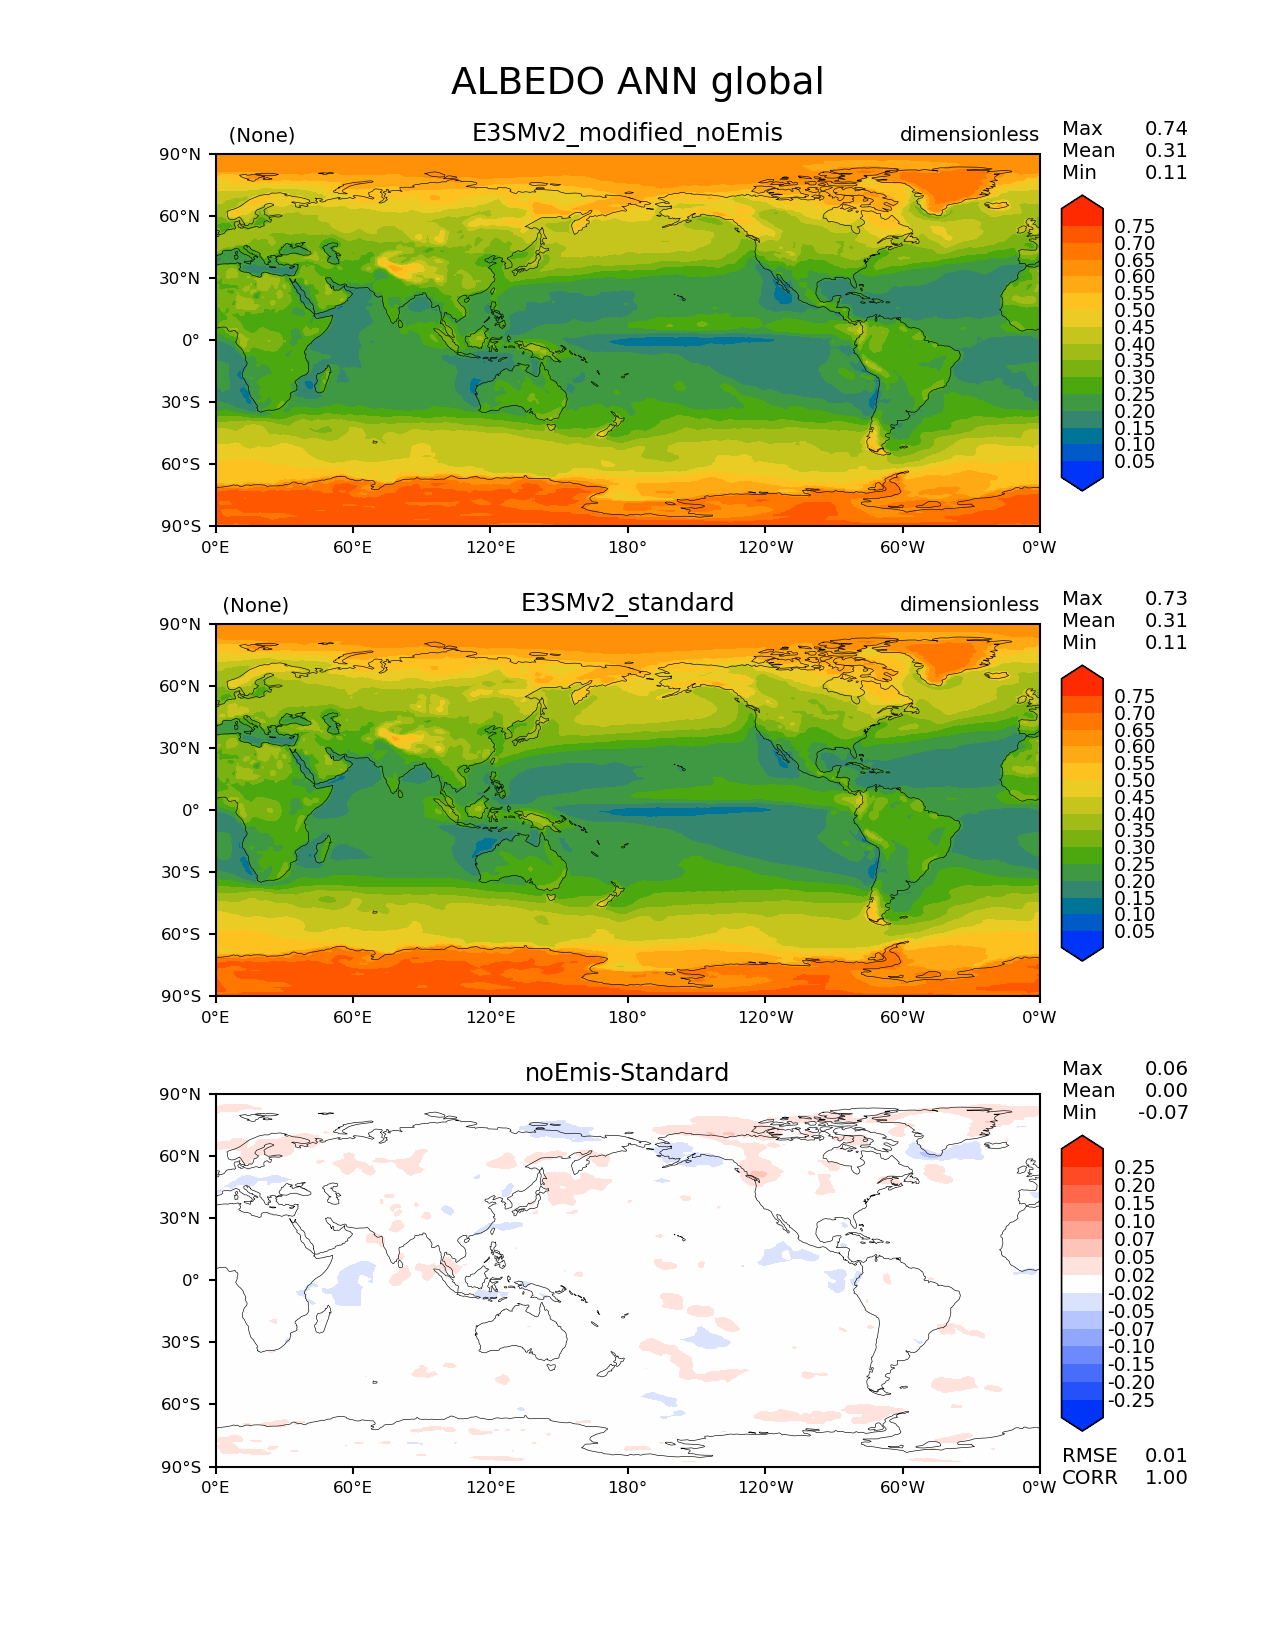 ALBEDO ANN global
(None) E3SMv2_modified_noEmis dimensionless
Max 0.74
Mean 0.31
Min 0.11
90°N
60°N
30°N
0°
30°S
60°S
90°S
0°E 60°E 120°E 180° 120°W 60°W 0°W
0.75
0.70
0.65
0.60
0.55
0.50
0.45
0.40
0.35
0.30
0.25
0.20
0.15
0.10
0.05
(None) E3SMv2_standard dimensionless
Max 0.73
Mean 0.31
Min 0.11
90°N
60°N
30°N
0°
30°S
60°S
90°S
0°E 60°E 120°E 180° 120°W 60°W 0°W
0.75
0.70
0.65
0.60
0.55
0.50
0.45
0.40
0.35
0.30
0.25
0.20
0.15
0.10
0.05
noEmis-Standard
Max 0.06
Mean 0.00
Min -0.07
90°N
60°N
30°N
0°
30°S
60°S
90°S
0°E 60°E 120°E 180° 120°W 60°W 0°W
0.25
0.20
0.15
0.10
0.07
0.05
0.02
-0.02
-0.05
-0.07
-0.10
-0.15
-0.20
-0.25
RMSE 0.01
CORR 1.00